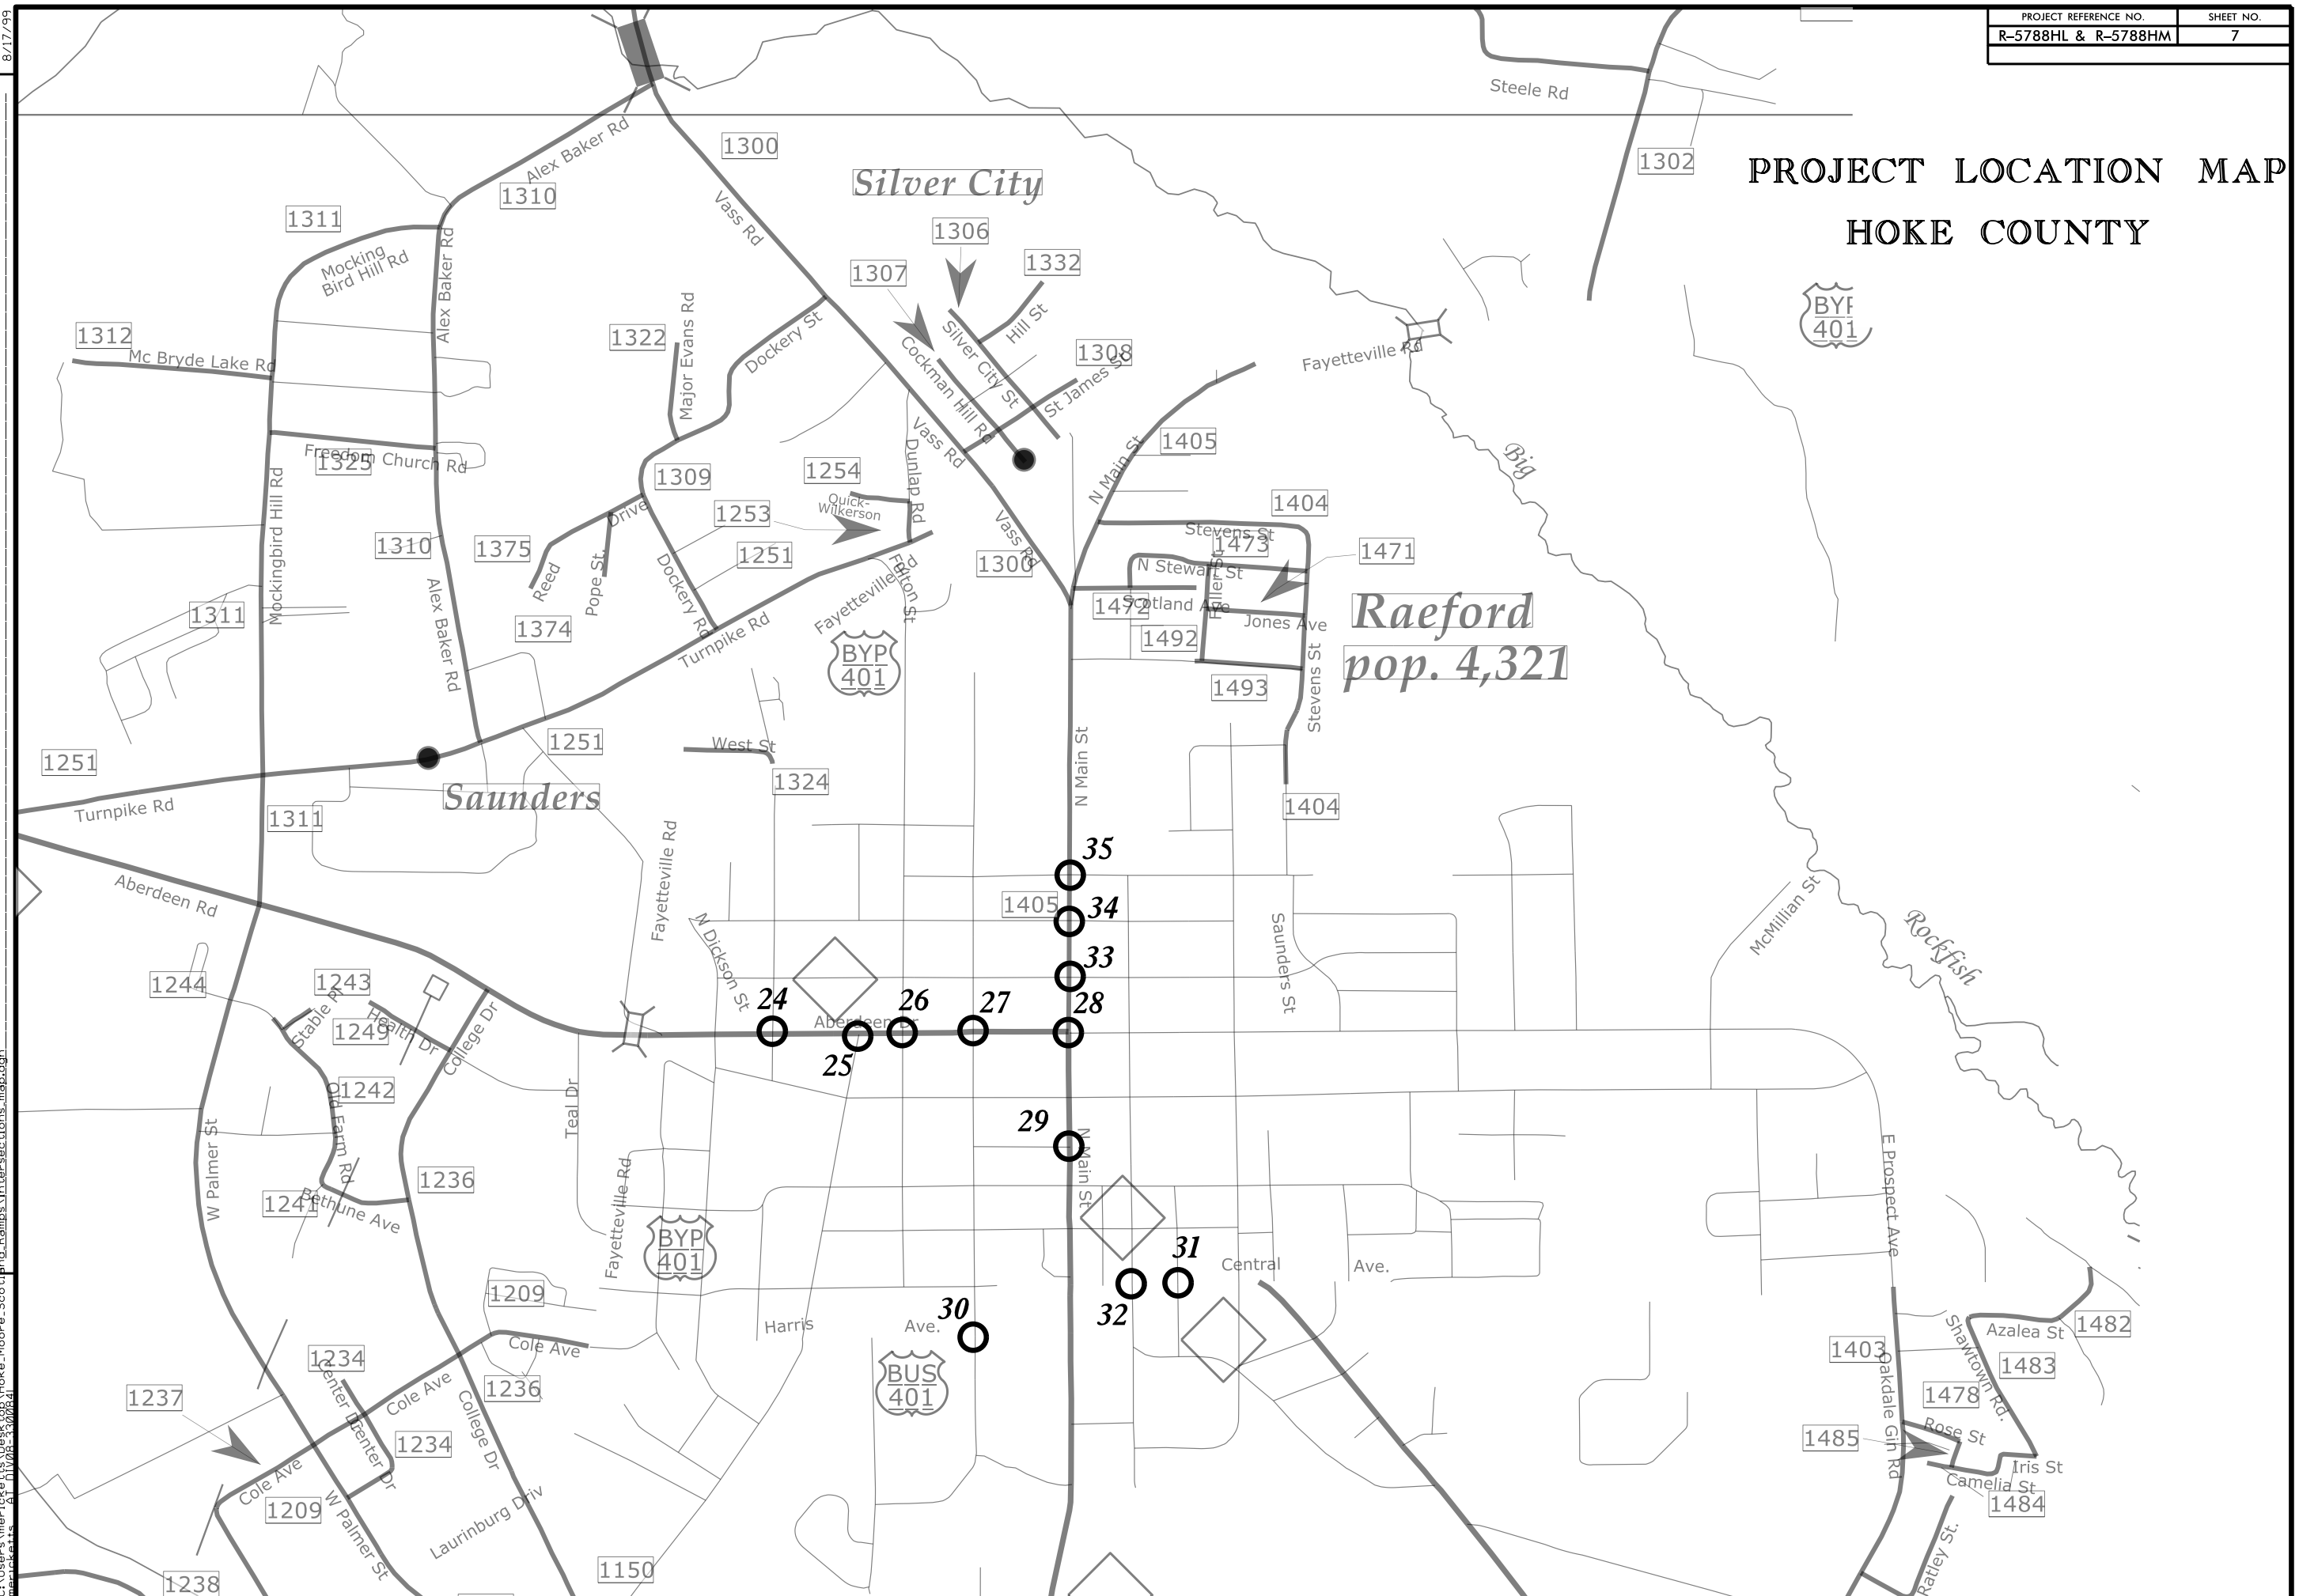 8/17/99
PROJECT REFERENCE NO.
SHEET NO.
R-5788HL & R-5788HM
7
PROJECT LOCATION MAP
HOKE COUNTY
Steele Rd
1302
1300
Alex Baker Rd
1310
Silver City
Vass Rd
1311
Mocking
Bird Hill Rd
Alex Baker Rd
1306
1307
1332
BYP
401
1312
Mc Bryde Lake Rd
1322
Major Evans Rd
Dockery St
Cockman Hill Rd
Silver City St
Hill St
1308
St James St
Fayetteville Rd
Big
Freedom Church Rd
1325
Mockingbird Hill Rd
1309
1254
Quick-
Wilkerson
Dunlap Rd
Vass Rd
N Main St
1405
1404
1253
Drive
1310
1375
Reed
Pope St.
1374
1251
Dockery Rd
Vass Rd
1300
Stevens St
1473
1471
N Stewart St
Scotland Ave
1472
Fuller St
Jones Ave
1492
1493
Stevens St
Raeford
pop. 4,321
1311
Alex Baker Rd
Turnpike Rd
Fayetteville Rd
Fulton St
BYP
401
1251
1251
West St
1324
N Main St
1404
Turnpike Rd
Saunders
1311
Aberdeen Rd
Fayetteville Rd
N Dickson St
35
1405
34
33
Saunders St
McMillian St
Rockfish
1244
1243
Stable Pl
1249
Health Dr
College Dr
24
Aberdeen Dr
25
26
27
28
1242
Old Farm Rd
Teal Dr
W Palmer St
1241
Bethune Ave
1236
Fayetteville Rd
BYP
401
29
N Main St
E Prospect Ave
31
32
Central
Ave.
30
Harris
Ave.
BUS
401
1209
Cole Ave
1236
1234
Center Dr
Cole Ave
1237
Center Dr
1234
College Dr
Cole Ave
1209
W Palmer St
Laurinburg Driv
1150
1238
1403
Oakdale Gin Rd
Shawtown Rd.
Azalea St
1482
1483
1478
Rose St
1485
Iris St
Camelia St
1484
Ratley St.